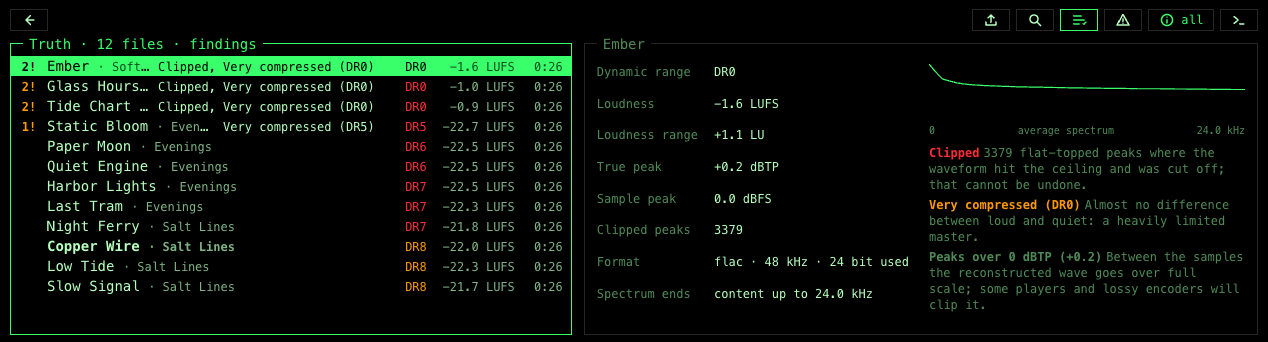 all
Truth · 12 files · findings
2! Ember · Soft… Clipped, Very compressed (DR0) DR0 −1.6 LUFS 0:26
2! Glass Hours… Clipped, Very compressed (DR0) DR0 −1.0 LUFS 0:26
2! Tide Chart … Clipped, Very compressed (DR0) DR0 −0.9 LUFS 0:26
1! Static Bloom · Even… Very compressed (DR5) DR5 −22.7 LUFS 0:26
Paper Moon · Evenings DR6 −22.5 LUFS 0:26
Quiet Engine · Evenings DR6 −22.5 LUFS 0:26
Harbor Lights · Evenings DR7 −22.5 LUFS 0:26
Last Tram · Evenings DR7 −22.3 LUFS 0:26
Night Ferry · Salt Lines DR7 −21.8 LUFS 0:26
Copper Wire · Salt Lines DR8 −22.0 LUFS 0:26
Low Tide · Salt Lines DR8 −22.3 LUFS 0:26
Slow Signal · Salt Lines DR8 −21.7 LUFS 0:26
Ember
Dynamic range DR0
Loudness −1.6 LUFS
Loudness range +1.1 LU
True peak +0.2 dBTP
Sample peak 0.0 dBFS
Clipped peaks 3379
Format flac · 48 kHz · 24 bit used
Spectrum ends content up to 24.0 kHz
0 average spectrum 24.0 kHz
Clipped 3379 flat-topped peaks where the
waveform hit the ceiling and was cut off;
that cannot be undone.
Very compressed (DR0) Almost no difference
between loud and quiet: a heavily limited
master.
Peaks over 0 dBTP (+0.2) Between the samples
the reconstructed wave goes over full
scale; some players and lossy encoders will
clip it.